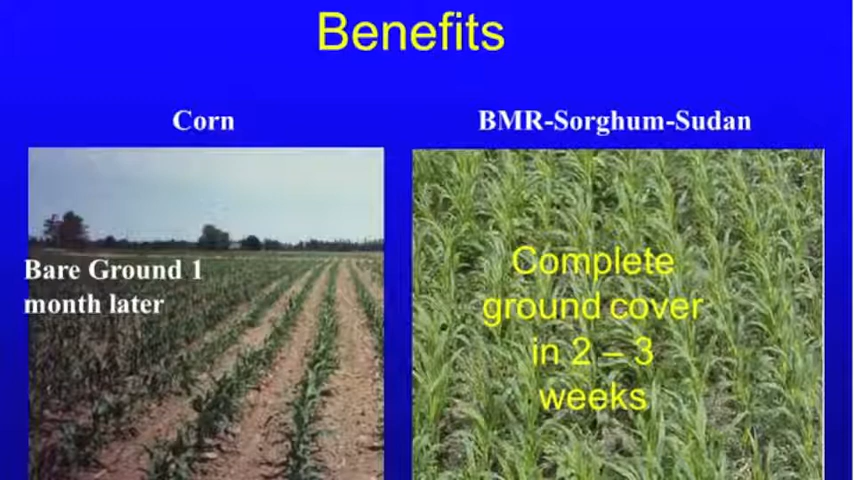 Benefits
Corn
BMR-Sorghum-Sudan
Bare Ground 1
month later
Complete
ground cover
in 2 – 3
weeks